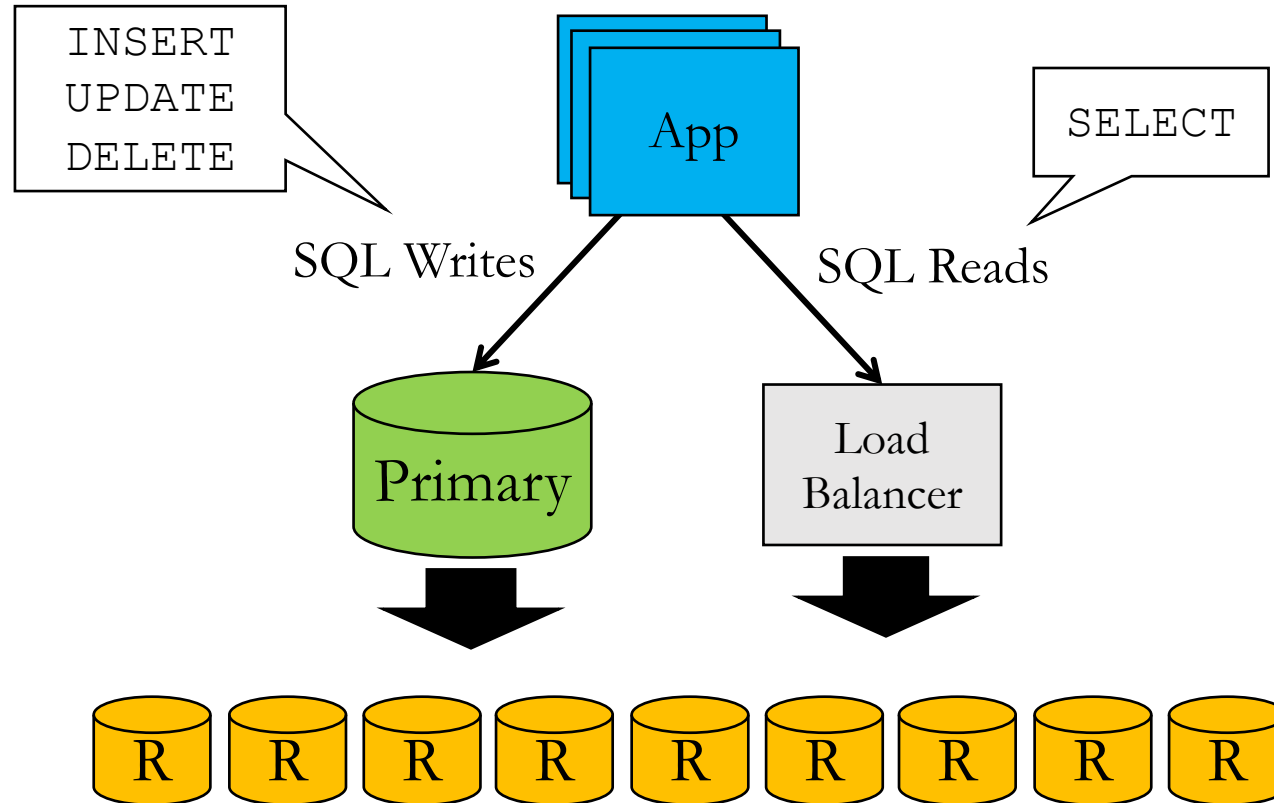 INSERT
UPDATE
DELETE
App
SELECT
SQL Writes
SQL Reads
Primary
Load
Balancer
R R R R R R R R R